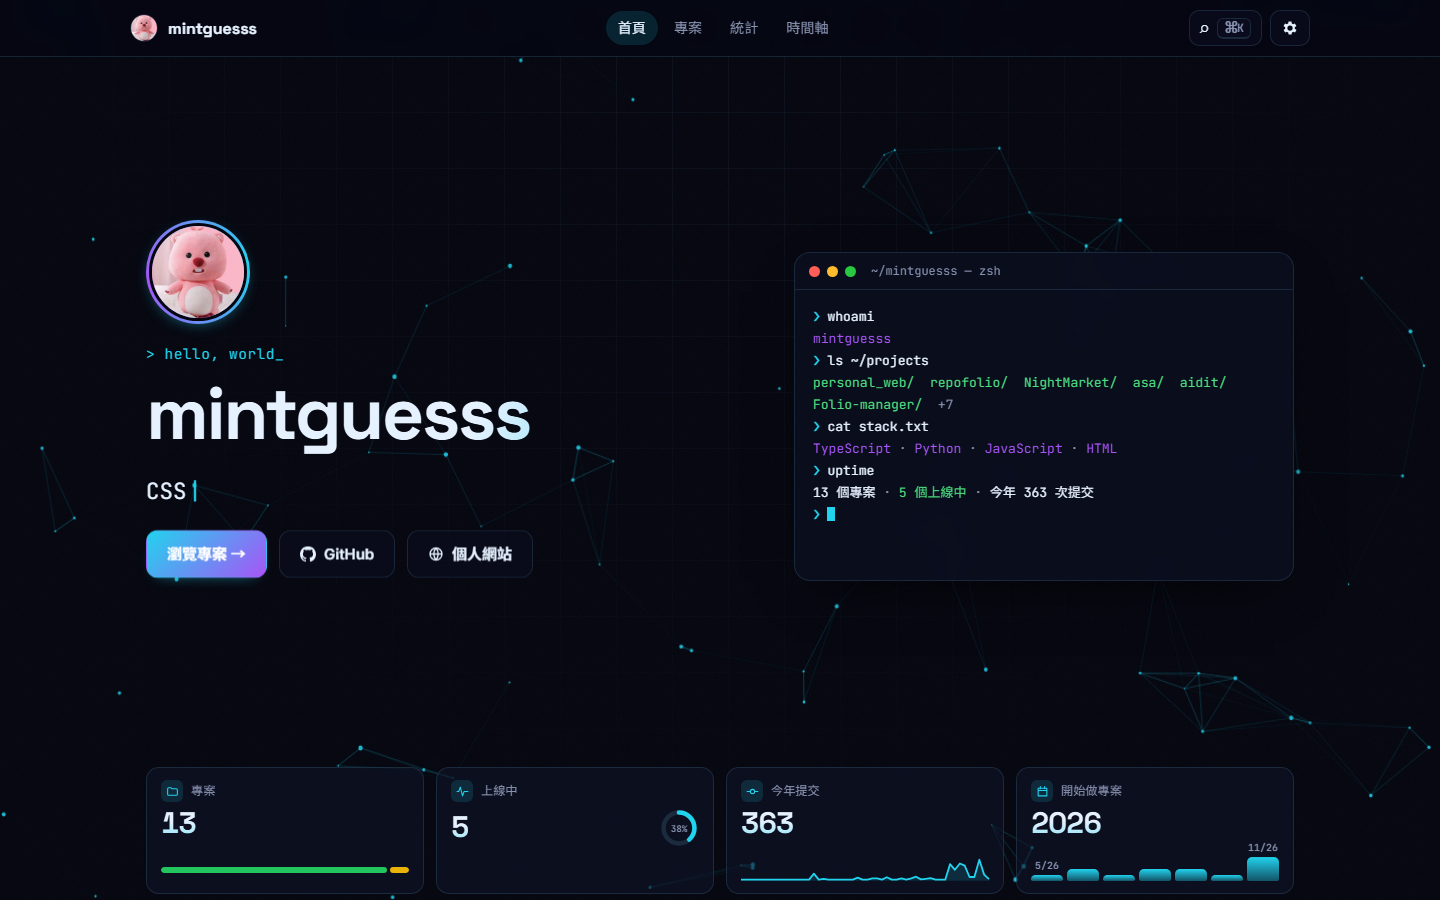 mintguesss
首頁 專案 統計 時間軸
⌘K
> hello, world_
mintguesss
CSS
瀏覽專案 →
GitHub
個人網站
~/mintguesss — zsh
❯ whoami
mintguesss
❯ ls ~/projects
personal_web/ repofolio/ NightMarket/ asa/ aidit/
Folio-manager/ +7
❯ cat stack.txt
TypeScript · Python · JavaScript · HTML
❯ uptime
13 個專案 · 5 個上線中 · 今年 363 次提交
❯
專案
13
上線中
5
38%
今年提交
363
開始做專案
2026
5/26
11/26